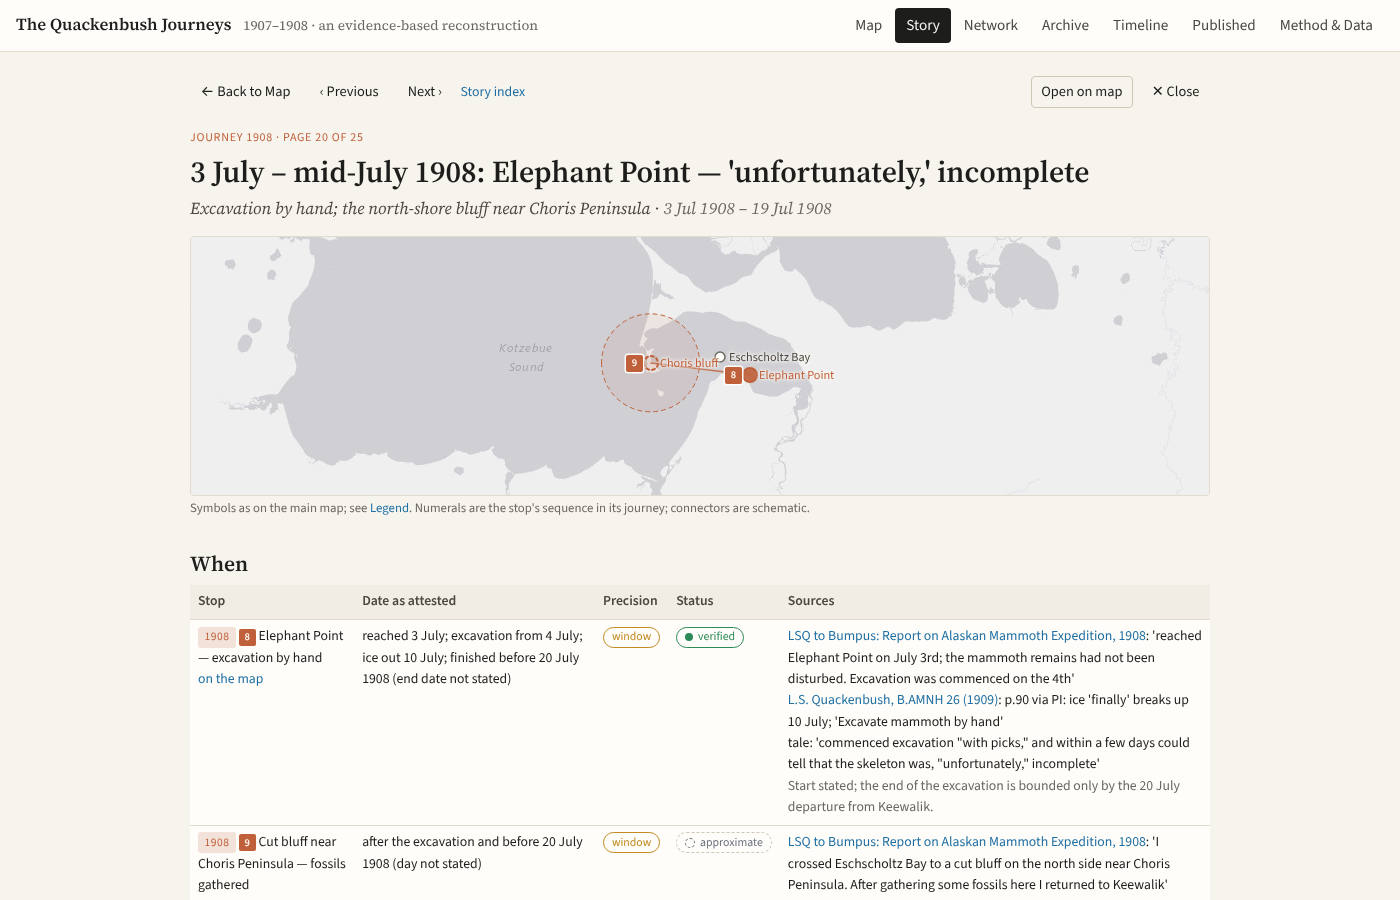 The Quackenbush Journeys 1907–1908 · an evidence-based reconstruction
Map Story Network Archive Timeline Published Method & Data
← Back to Map ‹ Previous Next › Story index Open on map ✕ Close
JOURNEY 1908 · PAGE 20 OF 25
3 July – mid-July 1908: Elephant Point — 'unfortunately,' incomplete
Excavation by hand; the north-shore bluff near Choris Peninsula · 3 Jul 1908 – 19 Jul 1908
Kotzebue
Sound
9 Choris bluff
Eschscholtz Bay
8 Elephant Point
Symbols as on the main map; see Legend. Numerals are the stop's sequence in its journey; connectors are schematic.
When
Stop Date as attested Precision Status Sources
1908 8 Elephant Point
— excavation by hand
on the map
reached 3 July; excavation from 4 July;
ice out 10 July; finished before 20 July
1908 (end date not stated)
window
verified
LSQ to Bumpus: Report on Alaskan Mammoth Expedition, 1908: 'reached
Elephant Point on July 3rd; the mammoth remains had not been
disturbed. Excavation was commenced on the 4th'
L.S. Quackenbush, B.AMNH 26 (1909): p.90 via PI: ice 'finally' breaks up
10 July; 'Excavate mammoth by hand'
tale: 'commenced excavation "with picks," and within a few days could
tell that the skeleton was, "unfortunately," incomplete'
Start stated; the end of the excavation is bounded only by the 20 July
departure from Keewalik.
1908 9 Cut bluff near
Choris Peninsula — fossils
gathered
after the excavation and before 20 July
1908 (day not stated)
window
approximate
LSQ to Bumpus: Report on Alaskan Mammoth Expedition, 1908: 'I
crossed Eschscholtz Bay to a cut bluff on the north side near Choris
Peninsula. After gathering some fossils here I returned to Keewalik'